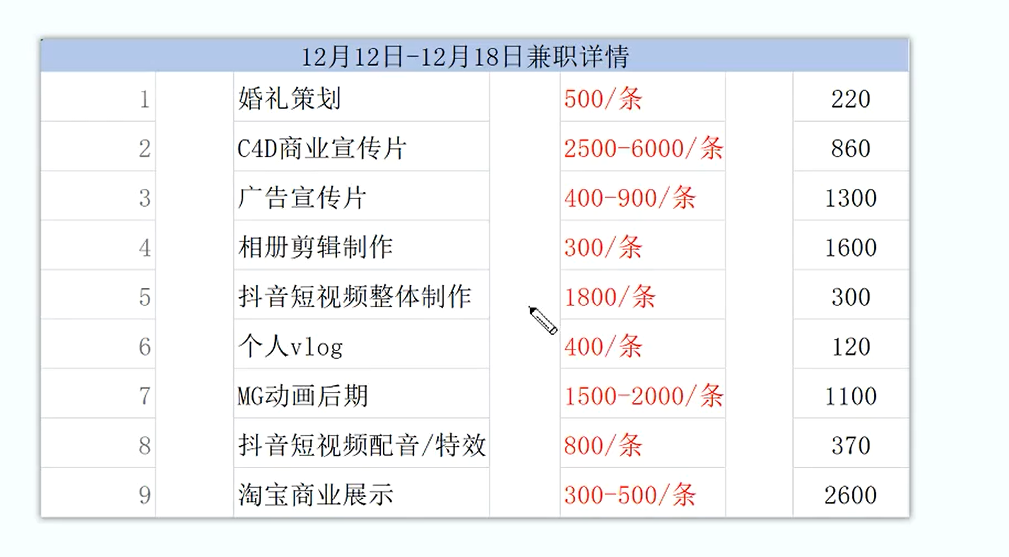 12月12日-12月18日兼职详情
1 婚礼策划 500/条 220
2 C4D商业宣传片 2500-6000/条 860
3 广告宣传片 400-900/条 1300
4 相册剪辑制作 300/条 1600
5 抖音短视频整体制作 1800/条 300
6 个人vlog 400/条 120
7 MG动画后期 1500-2000/条 1100
8 抖音短视频配音/特效 800/条 370
9 淘宝商业展示 300-500/条 2600